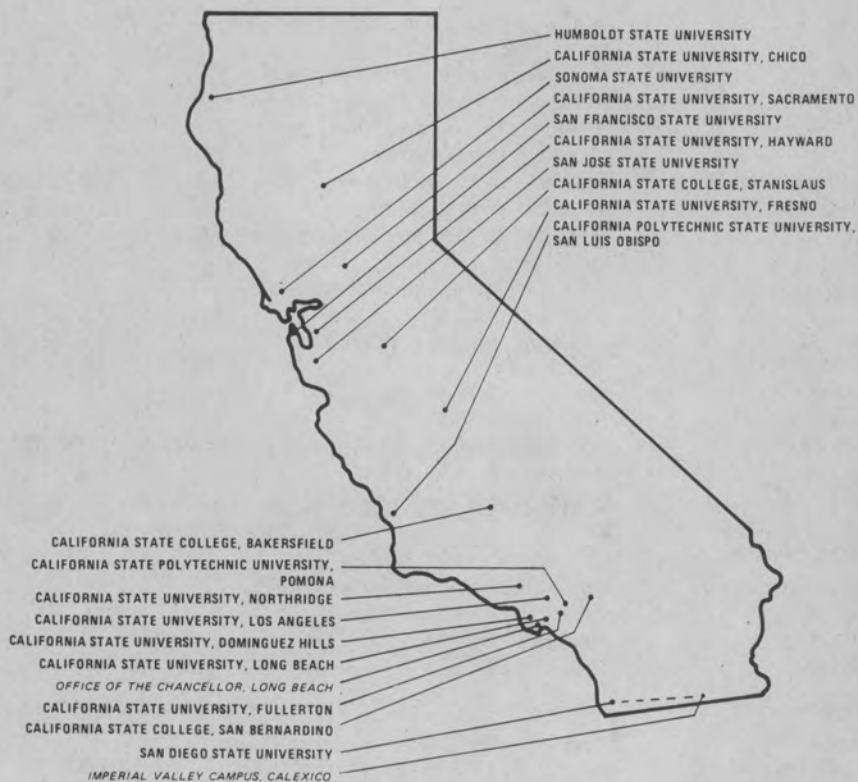 HUMBOLDT STATE UNIVERSITY
CALIFORNIA STATE UNIVERSITY, CHICO
SONOMA STATE UNIVERSITY
CALIFORNIA STATE UNIVERSITY, SACRAMENTO
SAN FRANCISCO STATE UNIVERSITY
CALIFORNIA STATE UNIVERSITY, HAYWARD
SAN JOSE STATE UNIVERSITY
CALIFORNIA STATE COLLEGE, STANISLAUS
CALIFORNIA STATE UNIVERSITY, FRESNO
CALIFORNIA POLYTECHNIC STATE UNIVERSITY,
SAN LUIS OBISPO
CALIFORNIA STATE COLLEGE, BAKERSFIELD
CALIFORNIA STATE POLYTECHNIC UNIVERSITY,
POMONA
CALIFORNIA STATE UNIVERSITY, NORTHRIDGE
CALIFORNIA STATE UNIVERSITY, LOS ANGELES
CALIFORNIA STATE UNIVERSITY, DOMINGUEZ HILLS
CALIFORNIA STATE UNIVERSITY, LONG BEACH
OFFICE OF THE CHANCELLOR, LONG BEACH
CALIFORNIA STATE UNIVERSITY, FULLERTON
CALIFORNIA STATE COLLEGE, SAN BERNARDINO
SAN DIEGO STATE UNIVERSITY
IMPERIAL VALLEY CAMPUS, CALEXICO